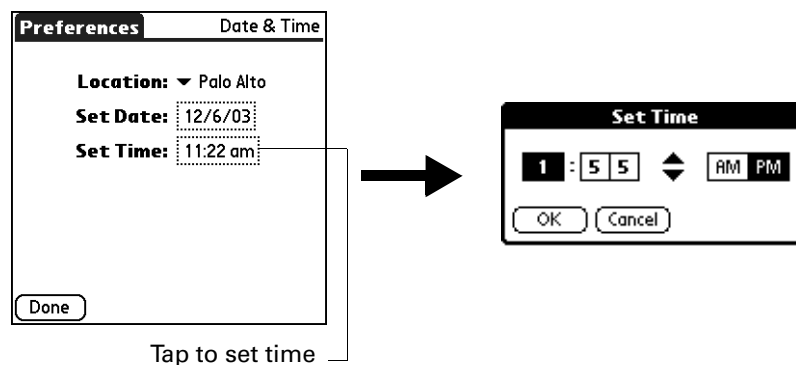 Preferences Date & Time
Location: Palo Alto
Set Date: 12/6/03
Set Time: 11:22 am
Done
Tap to set time
Set Time
1 : 5 5 AM PM
OK Cancel